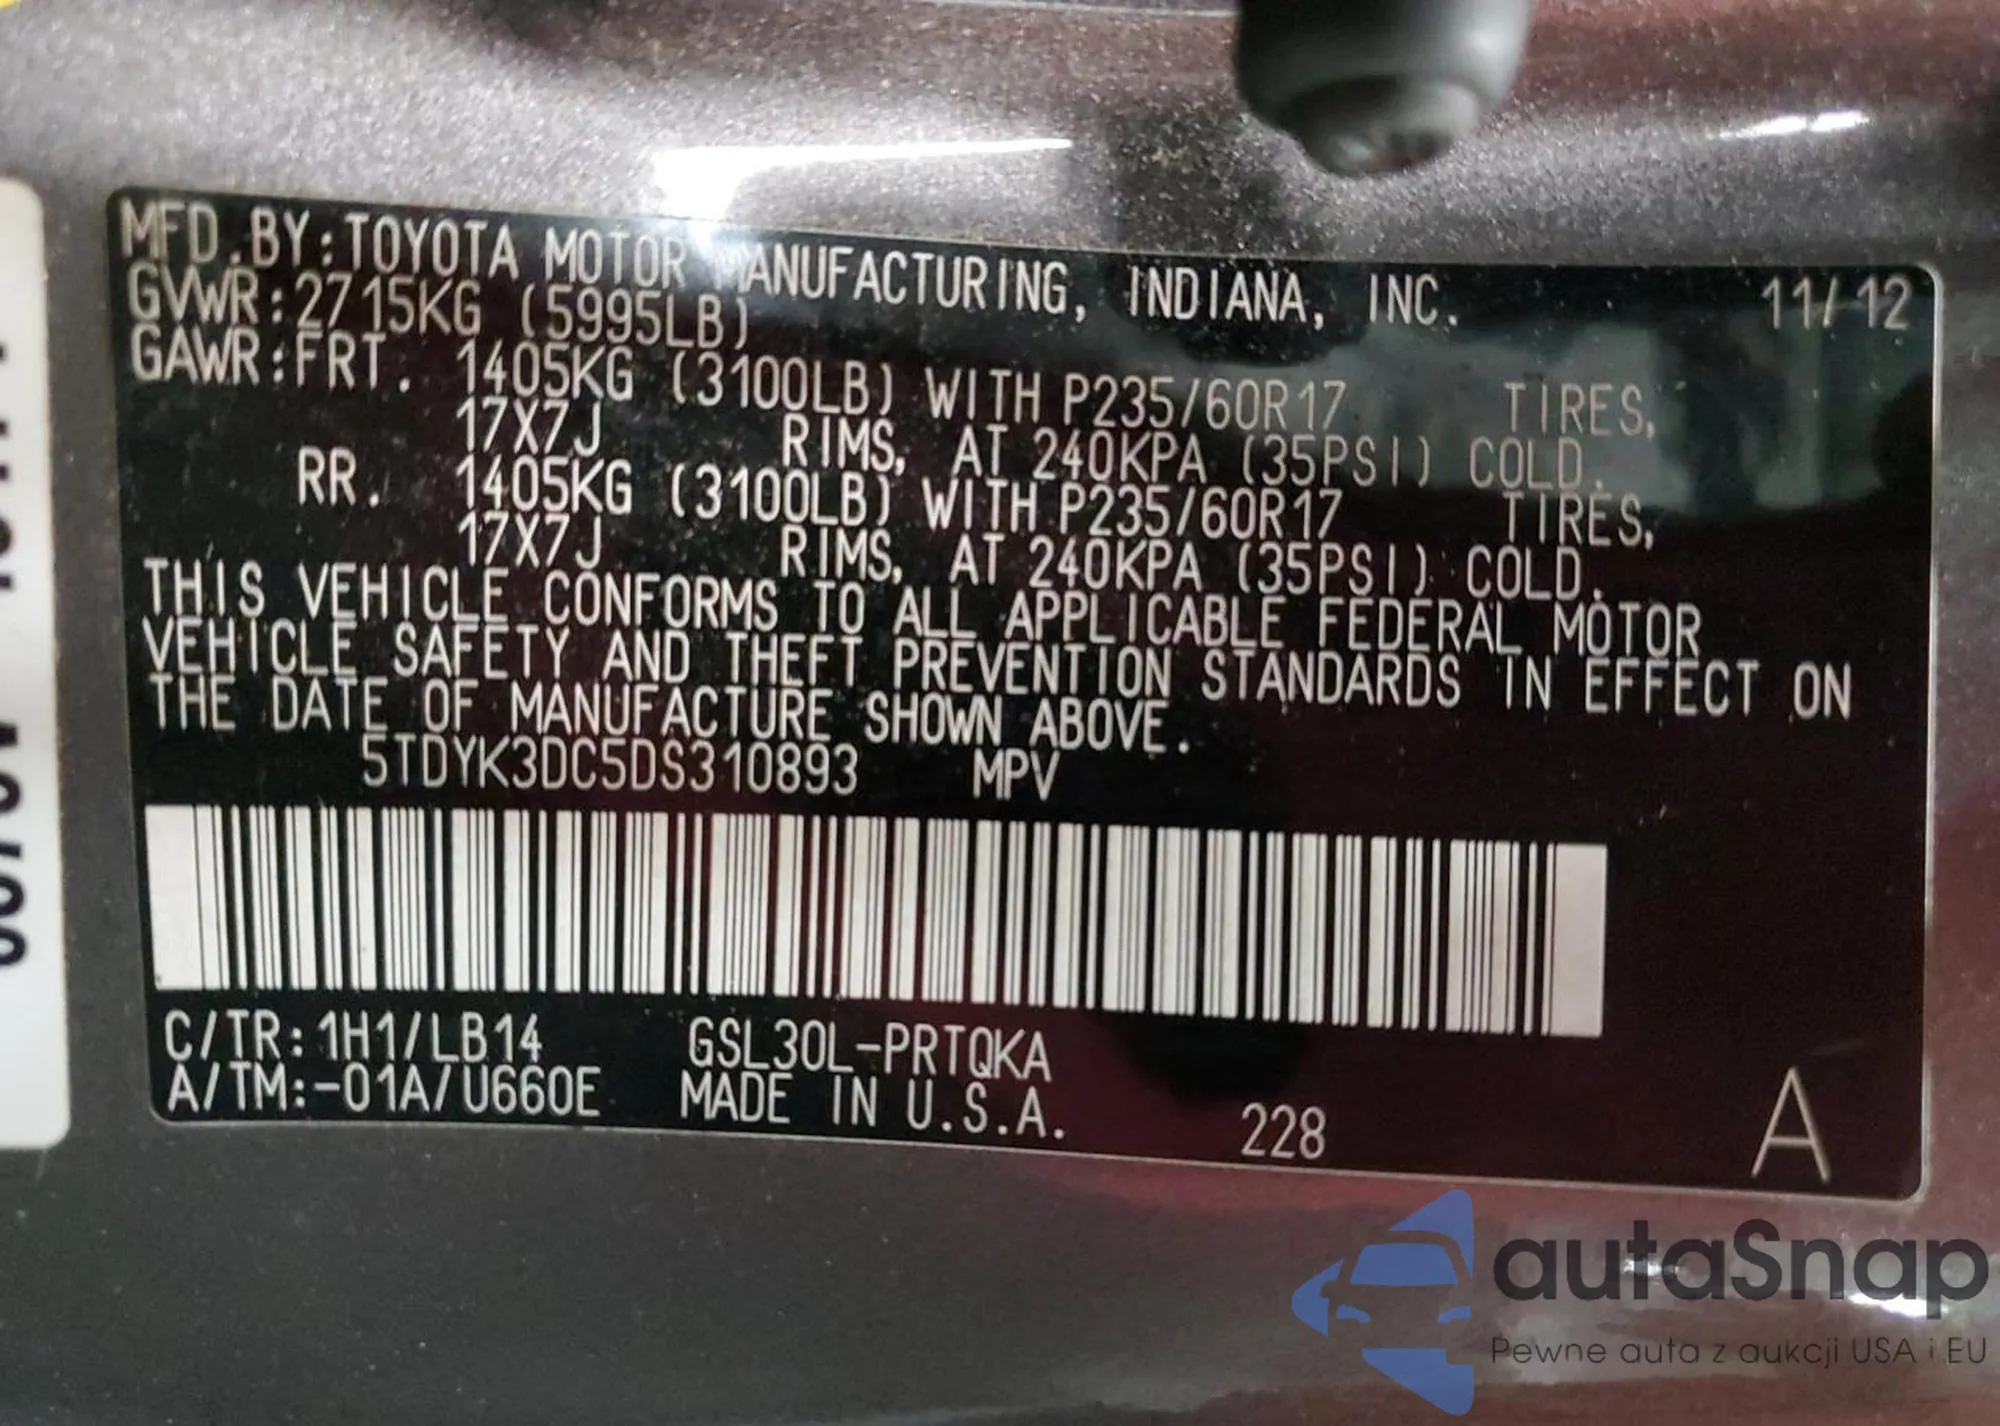 MFD.BY:TOYOTA MOTOR MANUFACTURING, INDIANA, INC. 11/12
GVWR:2715KG (5995LB)
GAWR:FRT. 1405KG (3100LB) WITH P235/60R17 TIRES,
17X7J RIMS, AT 240KPA (35PSI) COLD.
RR. 1405KG (3100LB) WITH P235/60R17 TIRES,
17X7J RIMS, AT 240KPA (35PSI) COLD.
THIS VEHICLE CONFORMS TO ALL APPLICABLE FEDERAL MOTOR
VEHICLE SAFETY AND THEFT PREVENTION STANDARDS IN EFFECT ON
THE DATE OF MANUFACTURE SHOWN ABOVE.
5TDYK3DC5DS310893 MPV
C/TR:1H1/LB14 GSL30L-PRTQKA
A/TM:-01A/U660E MADE IN U.S.A. 228 A
autaSnap
Pewne auta z aukcji USA i EU